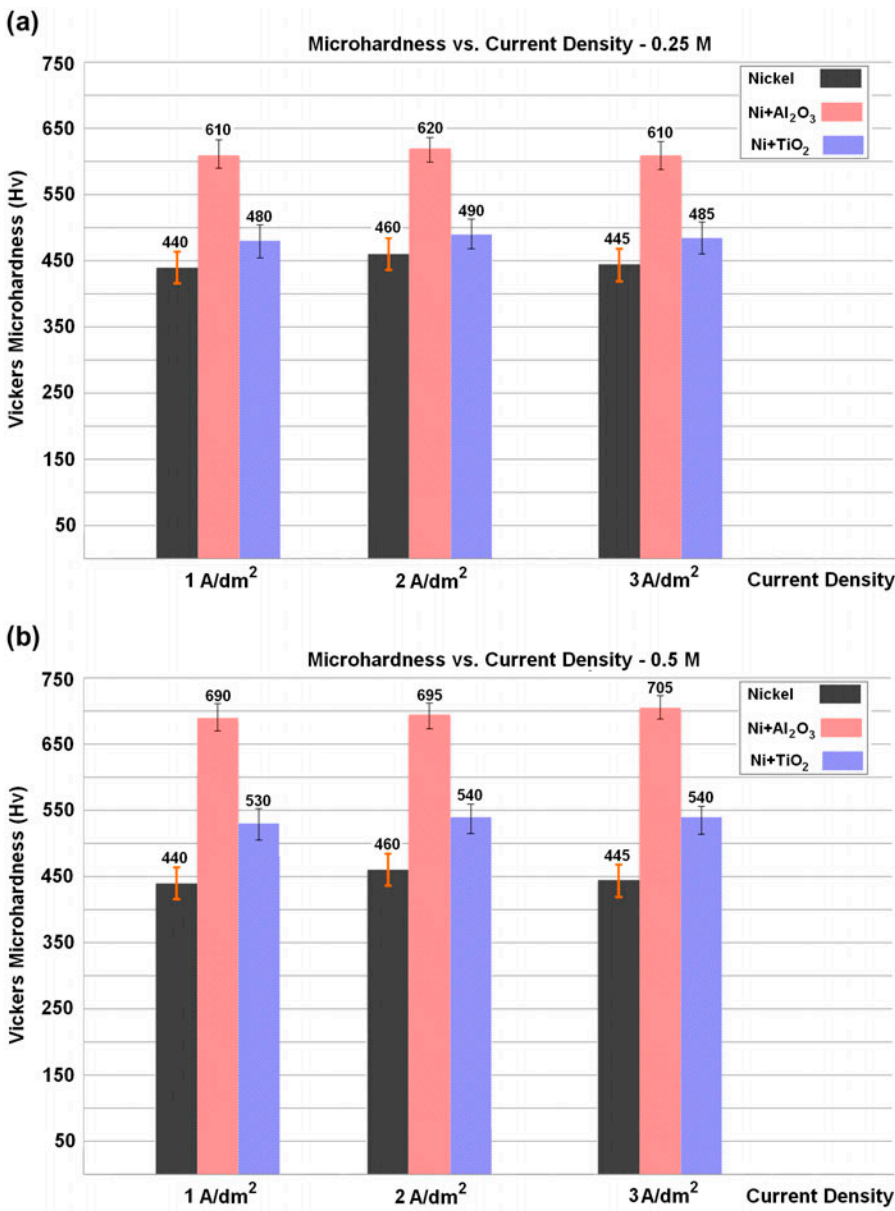 (a)
Microhardness vs. Current Density - 0.25 M
Vickers Microhardness (Hv)
750
650
550
450
350
250
150
50
Nickel
Ni+Al₂O₃
Ni+TiO₂
440
610
480
460
620
490
445
610
485
1 A/dm²
2 A/dm²
3 A/dm²
Current Density
(b)
Microhardness vs. Current Density - 0.5 M
Vickers Microhardness (Hv)
750
650
550
450
350
250
150
50
Nickel
Ni+Al₂O₃
Ni+TiO₂
440
690
530
460
695
540
445
705
540
1 A/dm²
2 A/dm²
3 A/dm²
Current Density